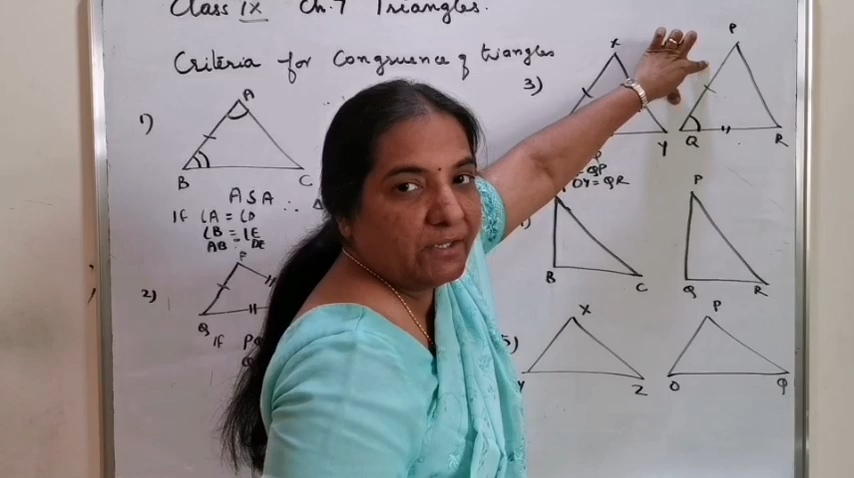 Class IX Ch.7 Triangles.
Criteria for Congruence of triangles
1)
A
B
C
ASA ∴
If ∠A = ∠D
∠B = ∠E
AB = DE
2)
P
Q
If PQ
3)
X
Y
P
Q
R
= QP
OY = QR
B
C
P
Q
R
5)
X
Y
Z
P
O
Q